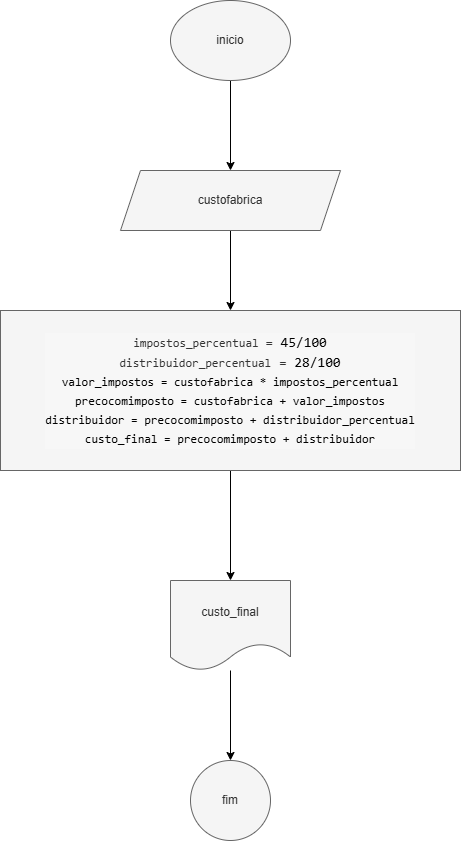 inicio
custofabrica
impostos_percentual = 45/100
distribuidor_percentual = 28/100
valor_impostos = custofabrica * impostos_percentual
precocomimposto = custofabrica + valor_impostos
distribuidor = precocomimposto + distribuidor_percentual
custo_final = precocomimposto + distribuidor
custo_final
fim